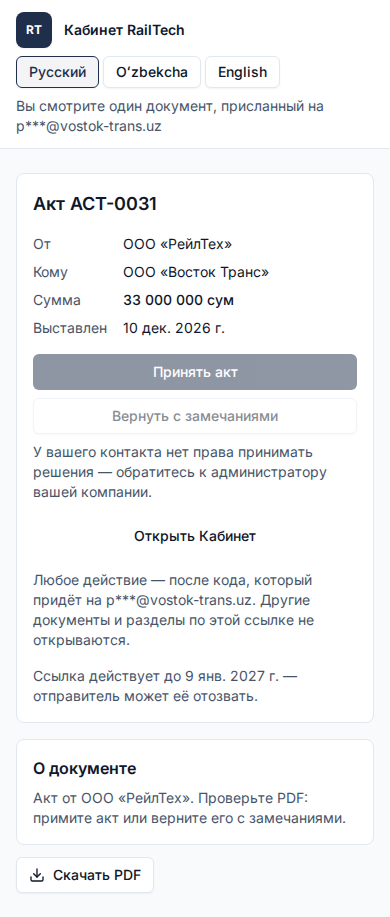 RT
Кабинет RailTech
Русский
Oʻzbekcha
English
Вы смотрите один документ, присланный на
p***@vostok-trans.uz
Акт АСТ-0031
От
ООО «РейлТех»
Кому
ООО «Восток Транс»
Сумма
33 000 000 сум
Выставлен
10 дек. 2026 г.
Принять акт
Вернуть с замечаниями
У вашего контакта нет права принимать
решения — обратитесь к администратору
вашей компании.
Открыть Кабинет
Любое действие — после кода, который
придёт на p***@vostok-trans.uz. Другие
документы и разделы по этой ссылке не
открываются.
Ссылка действует до 9 янв. 2027 г. —
отправитель может её отозвать.
О документе
Акт от ООО «РейлТех». Проверьте PDF:
примите акт или верните его с замечаниями.
Скачать PDF